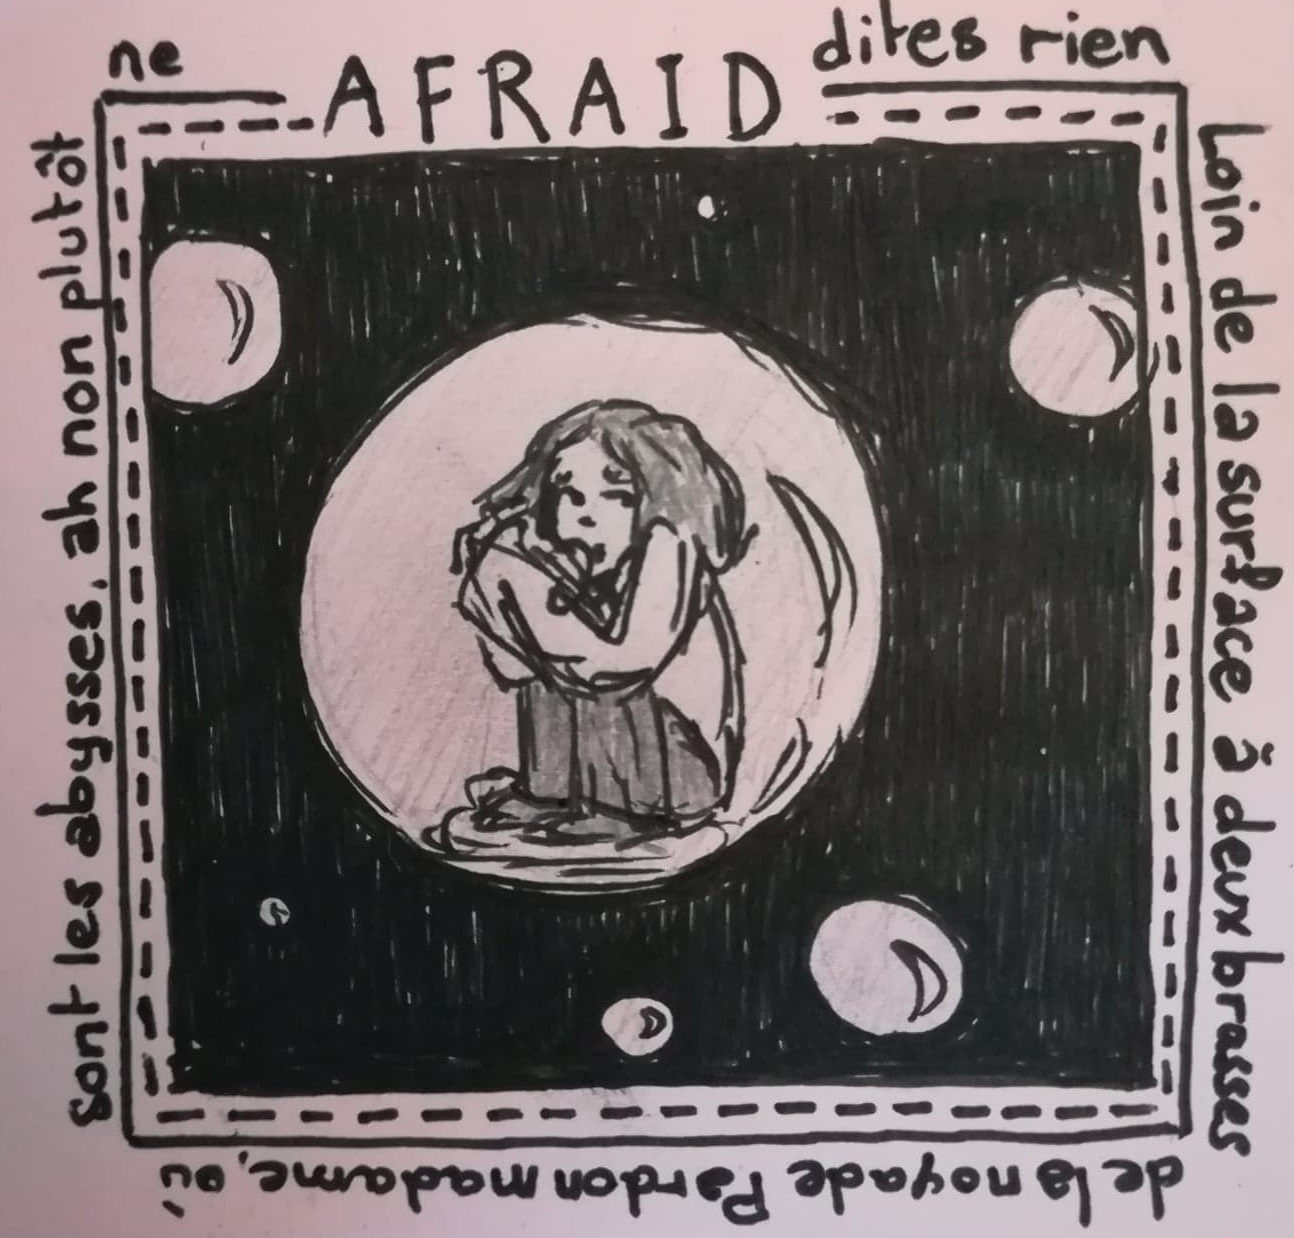 AFRAID
Loin de la surface à deux brasses
de la noyade Pardon madame, où
sont les abysses, ah non plutôt
ne dites rien